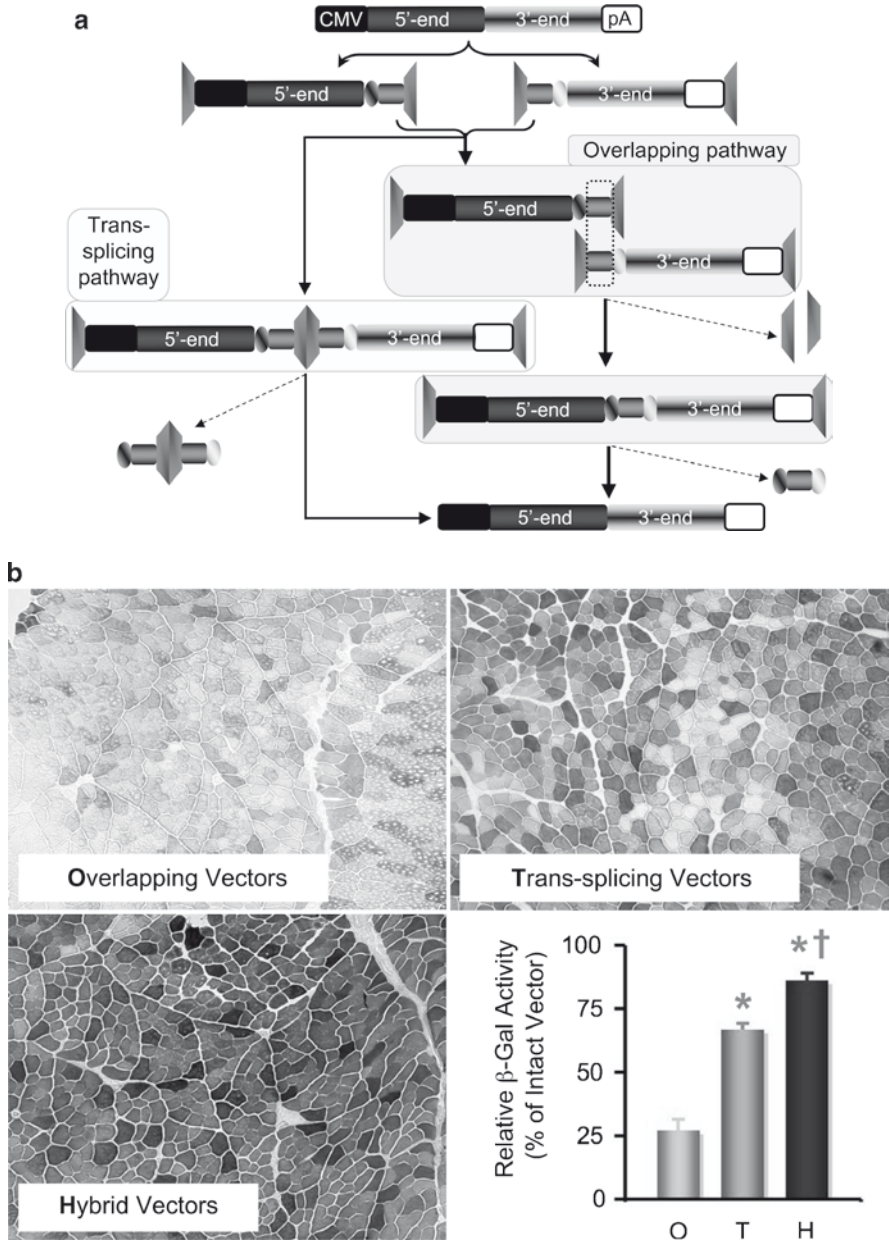 a
CMV 5'-end 3'-end pA
5'-end 3'-end
Overlapping pathway
5'-end
3'-end
Trans-
splicing
pathway
5'-end 3'-end
5'-end 3'-end
5'-end 3'-end
b
Overlapping Vectors
Trans-splicing Vectors
Hybrid Vectors
Relative β-Gal Activity
(% of Intact Vector)
100
75
50
25
0
*
*†
O T H